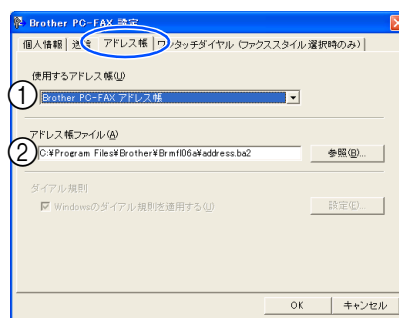 Brother PC-FAX 設定
個人情報 送信 アドレス帳 ワンタッチダイヤル (ファクススタイル選択時のみ)
使用するアドレス帳(U)
① Brother PC-FAX アドレス帳
アドレス帳ファイル(A)
② C:¥Program Files¥Brother¥Brmfl06a¥address.ba2 参照(B)...
ダイアル規則
Windowsのダイアル規則を適用する(U) 設定(E)...
OK キャンセル